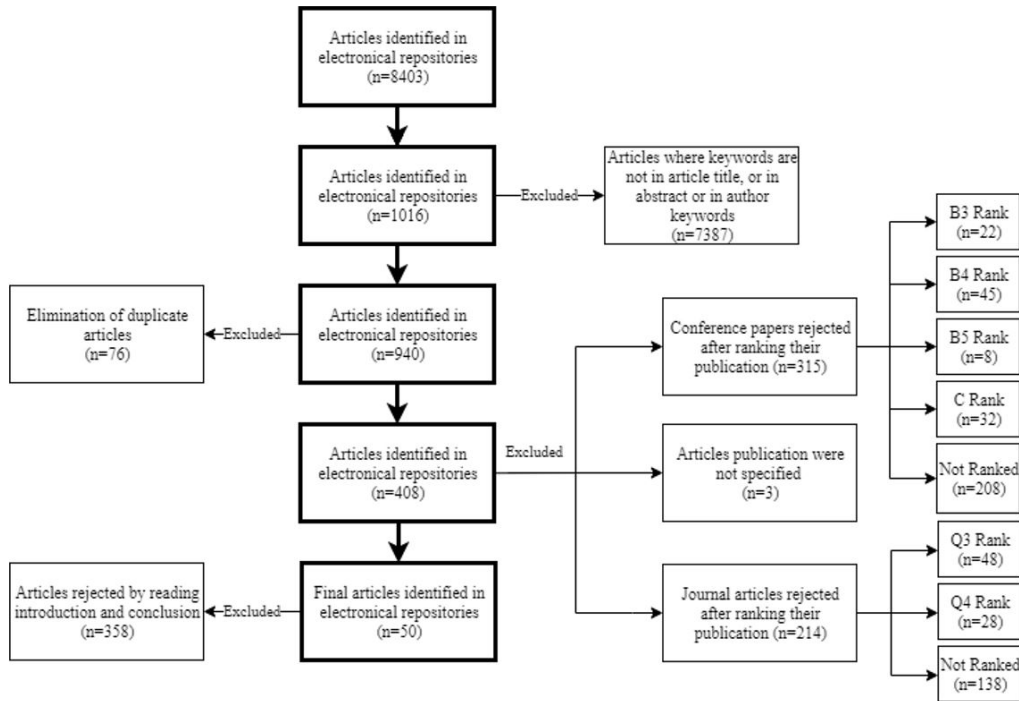 Articles identified in
electronical repositories
(n=8403)
Articles identified in
electronical repositories
(n=1016)
Excluded
Articles where keywords are
not in article title, or in
abstract or in author
keywords
(n=7387)
Elimination of duplicate
articles
(n=76)
Excluded
Articles identified in
electronical repositories
(n=940)
Articles identified in
electronical repositories
(n=408)
Excluded
Conference papers rejected
after ranking their
publication (n=315)
B3 Rank
(n=22)
B4 Rank
(n=45)
B5 Rank
(n=8)
C Rank
(n=32)
Not Ranked
(n=208)
Articles publication were
not specified
(n=3)
Journal articles rejected
after ranking their
publication (n=214)
Q3 Rank
(n=48)
Q4 Rank
(n=28)
Not Ranked
(n=138)
Articles rejected by reading
introduction and conclusion
(n=358)
Excluded
Final articles identified in
electronical repositories
(n=50)